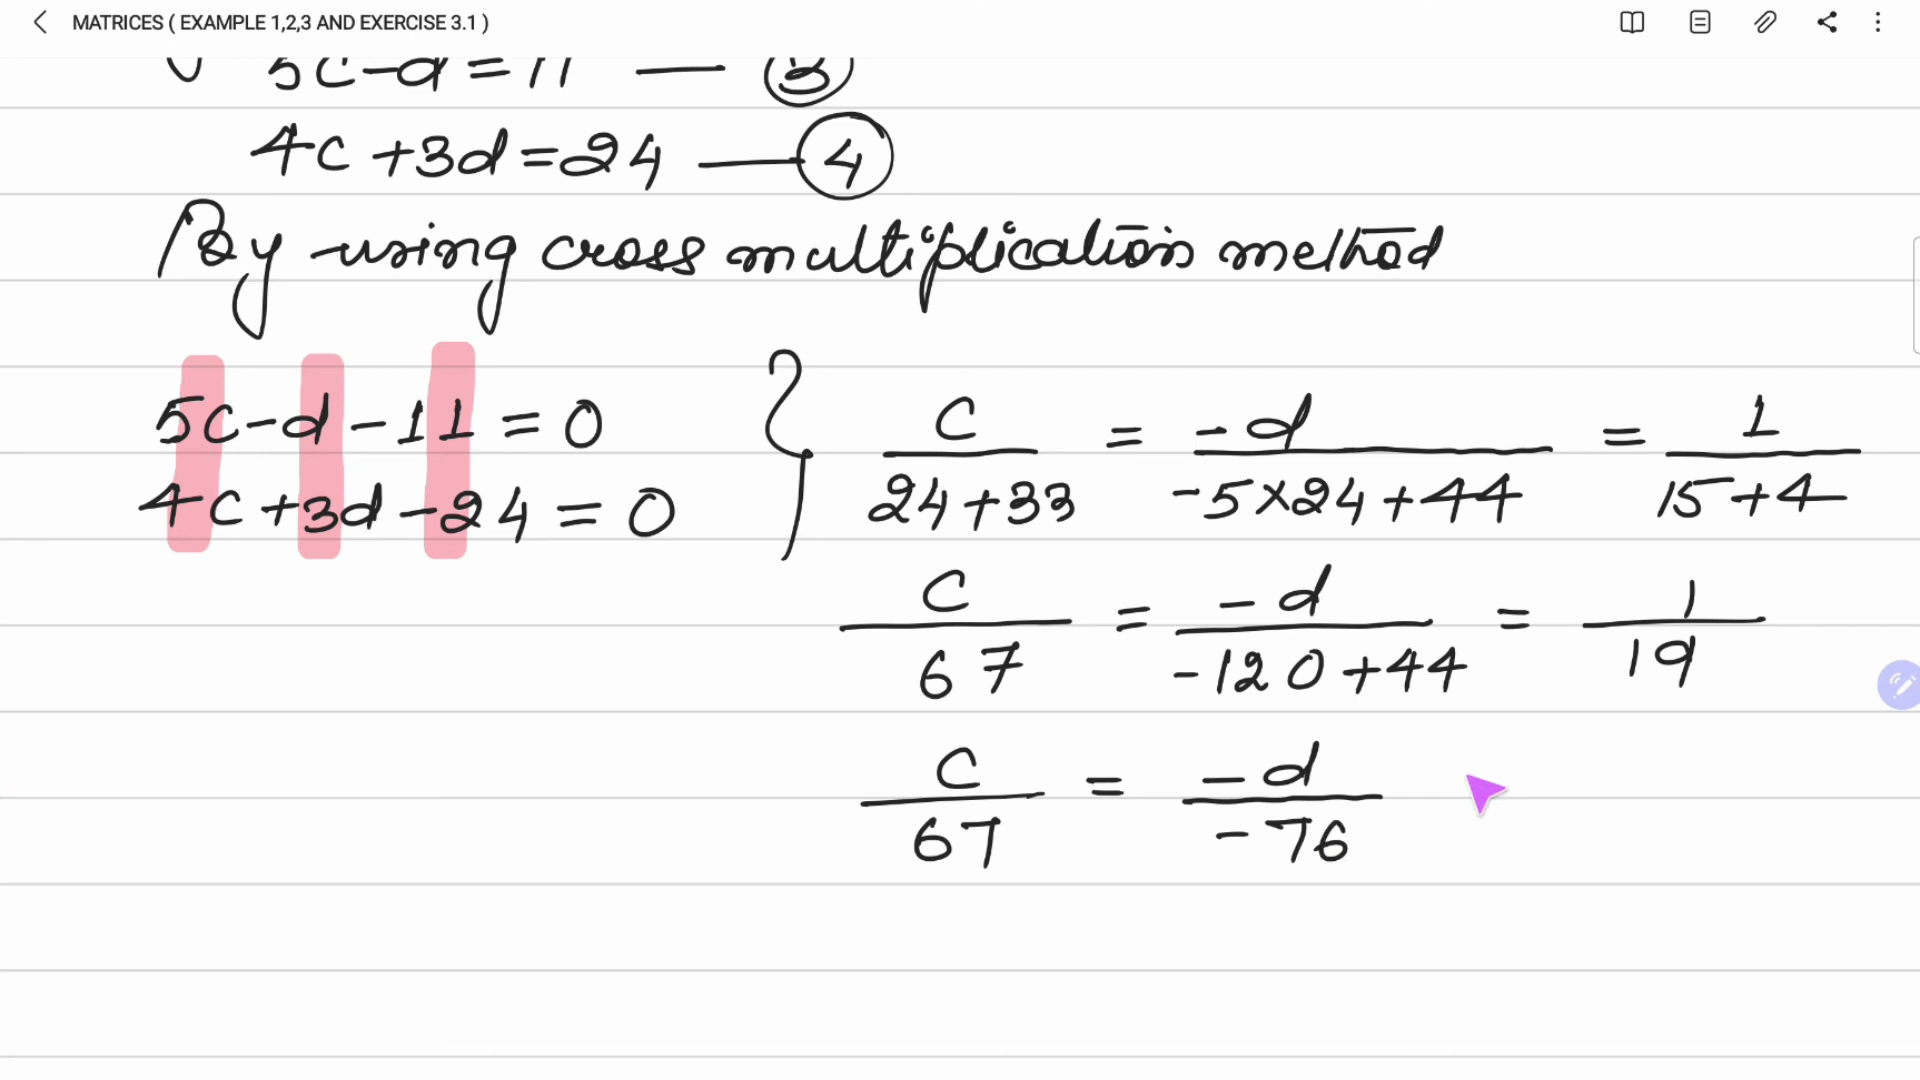 MATRICES ( EXAMPLE 1,2,3 AND EXERCISE 3.1 )
5c-d=11 — 3
4c+3d=24 — 4
By using cross multiplication method
5c-d-11=0
4c+3d-24=0
c/24+33 = -d/-5×24+44 = 1/15+4
c/67 = -d/-120+44 = 1/19
c/67 = -d/-76